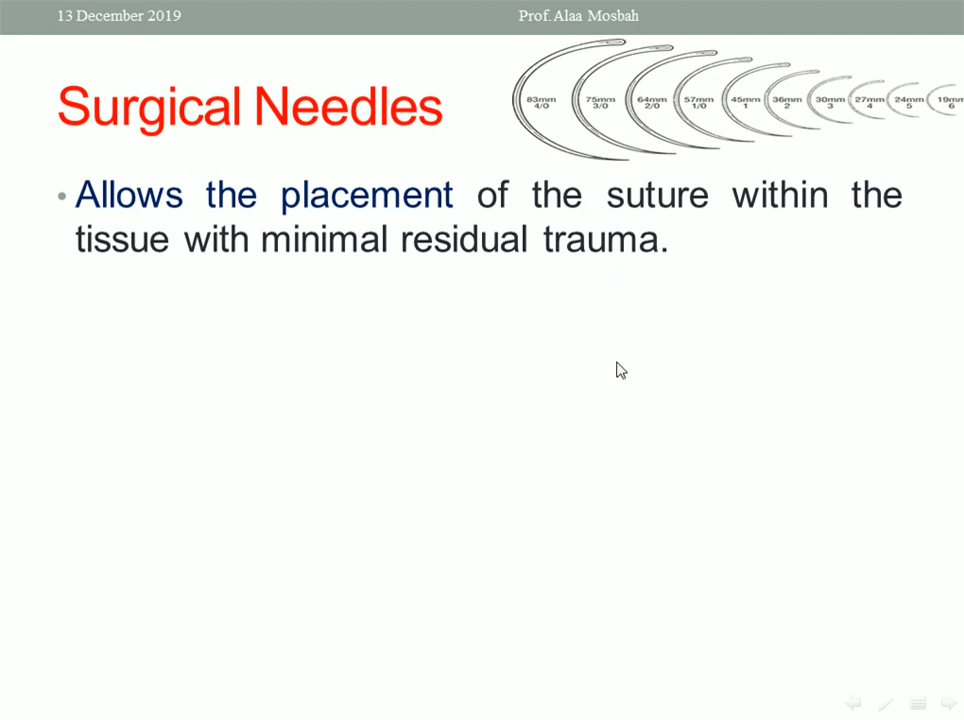 13 December 2019
Prof. Alaa Mosbah
Surgical Needles
83mm 75mm 64mm 57mm 45mm 36mm 30mm 27mm 24mm 19mm
4/0 3/0 2/0 1/0 1 2 3 4 5 6
• Allows the placement of the suture within the
tissue with minimal residual trauma.